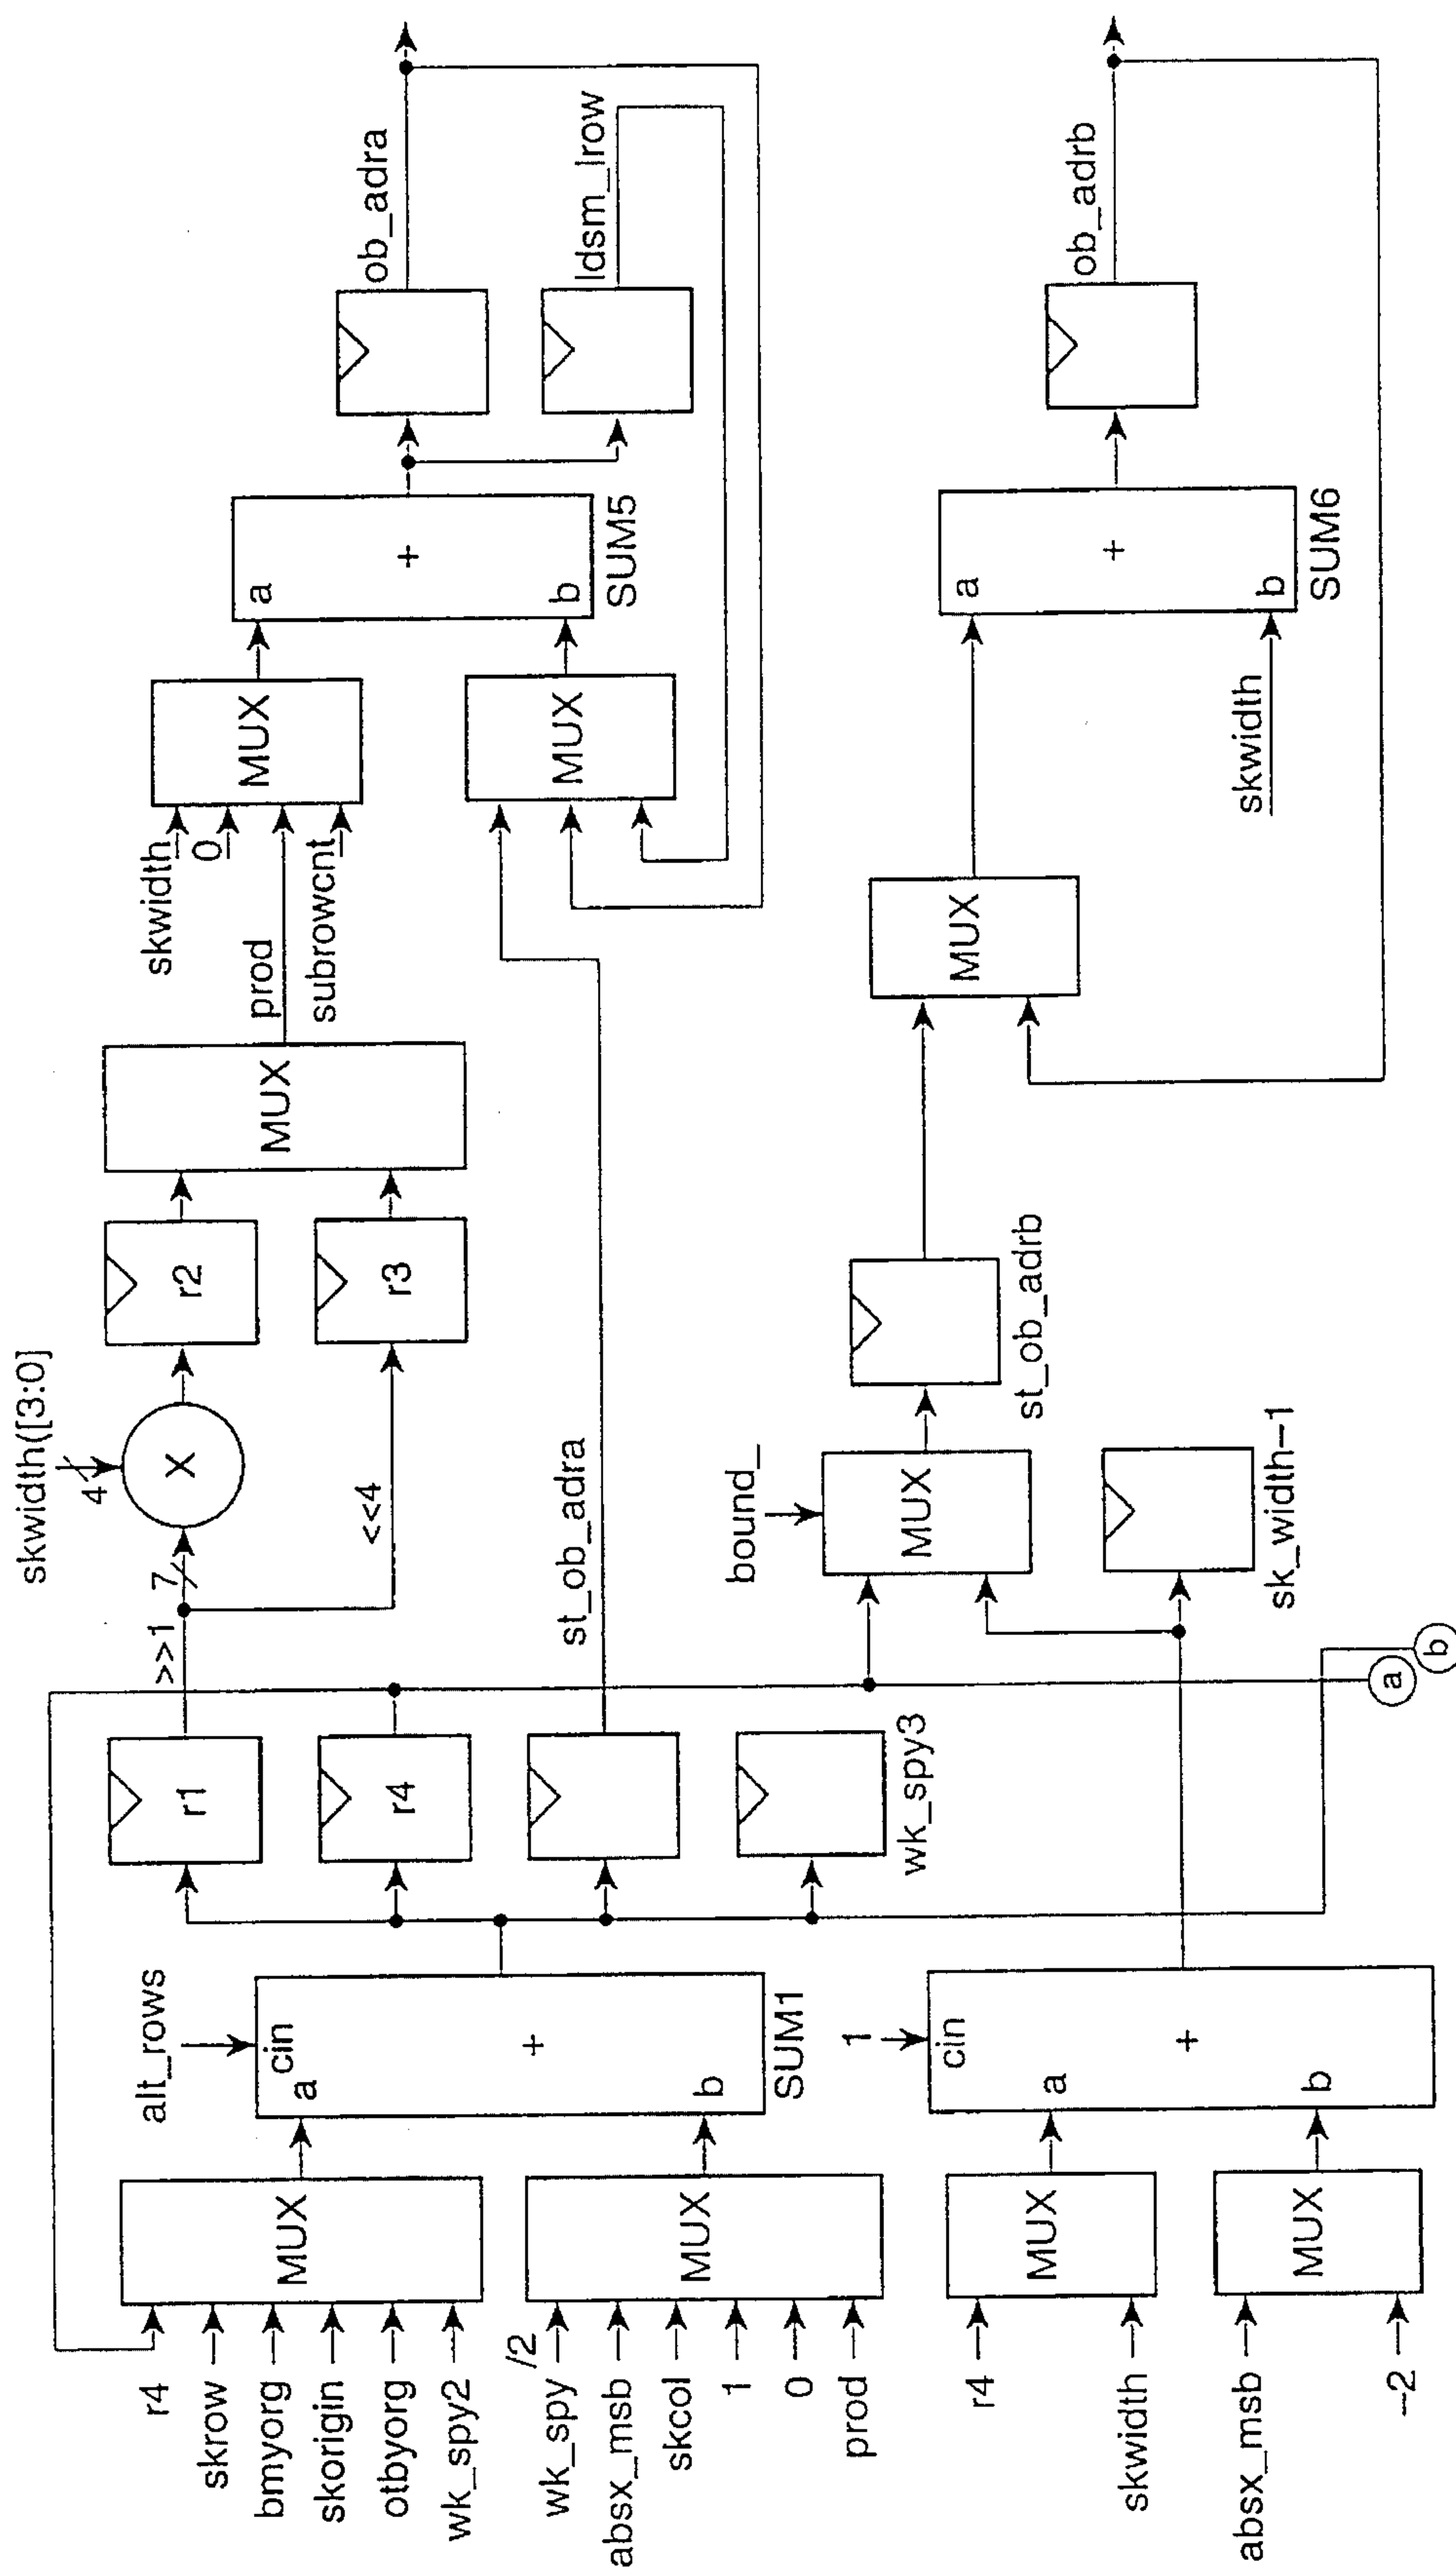 r4
skrow
bmyorg
skorigin
otbyorg
wk_spy2
MUX
wk_spy /2
absx_msb
skcol
1
0
prod
MUX
r4
skwidth
MUX
absx_msb
-2
MUX
alt_rows
cin
a
+
b
SUM1
1
cin
a
+
b
r1
r4
wk_spy3
>>1
7
<<4
skwidth([3:0]
4
X
r2
r3
MUX
st_ob_adra
bound_
MUX
st_ob_adrb
sk_width-1
a
b
skwidth
0
prod
subrowcnt
MUX
MUX
a
+
b
SUM5
ob_adra
ldsm_lrow
MUX
skwidth
a
+
b
SUM6
ob_adrb